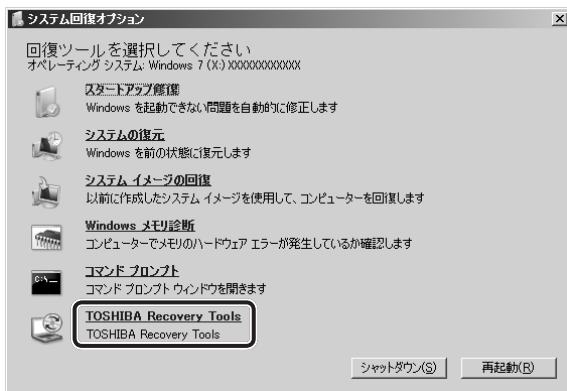 システム回復オプション
回復ツールを選択してください
オペレーティング システム: Windows 7 (X:) XXXXXXXXXXXX
スタートアップ修復
Windows を起動できない問題を自動的に修正します
システムの復元
Windows を前の状態に復元します
システム イメージの回復
以前に作成したシステム イメージを使用して、コンピューターを回復します
Windows メモリ診断
コンピューターでメモリのハードウェア エラーが発生しているか確認します
コマンド プロンプト
コマンド プロンプト ウィンドウを開きます
TOSHIBA Recovery Tools
TOSHIBA Recovery Tools
シャットダウン(S) 再起動(R)